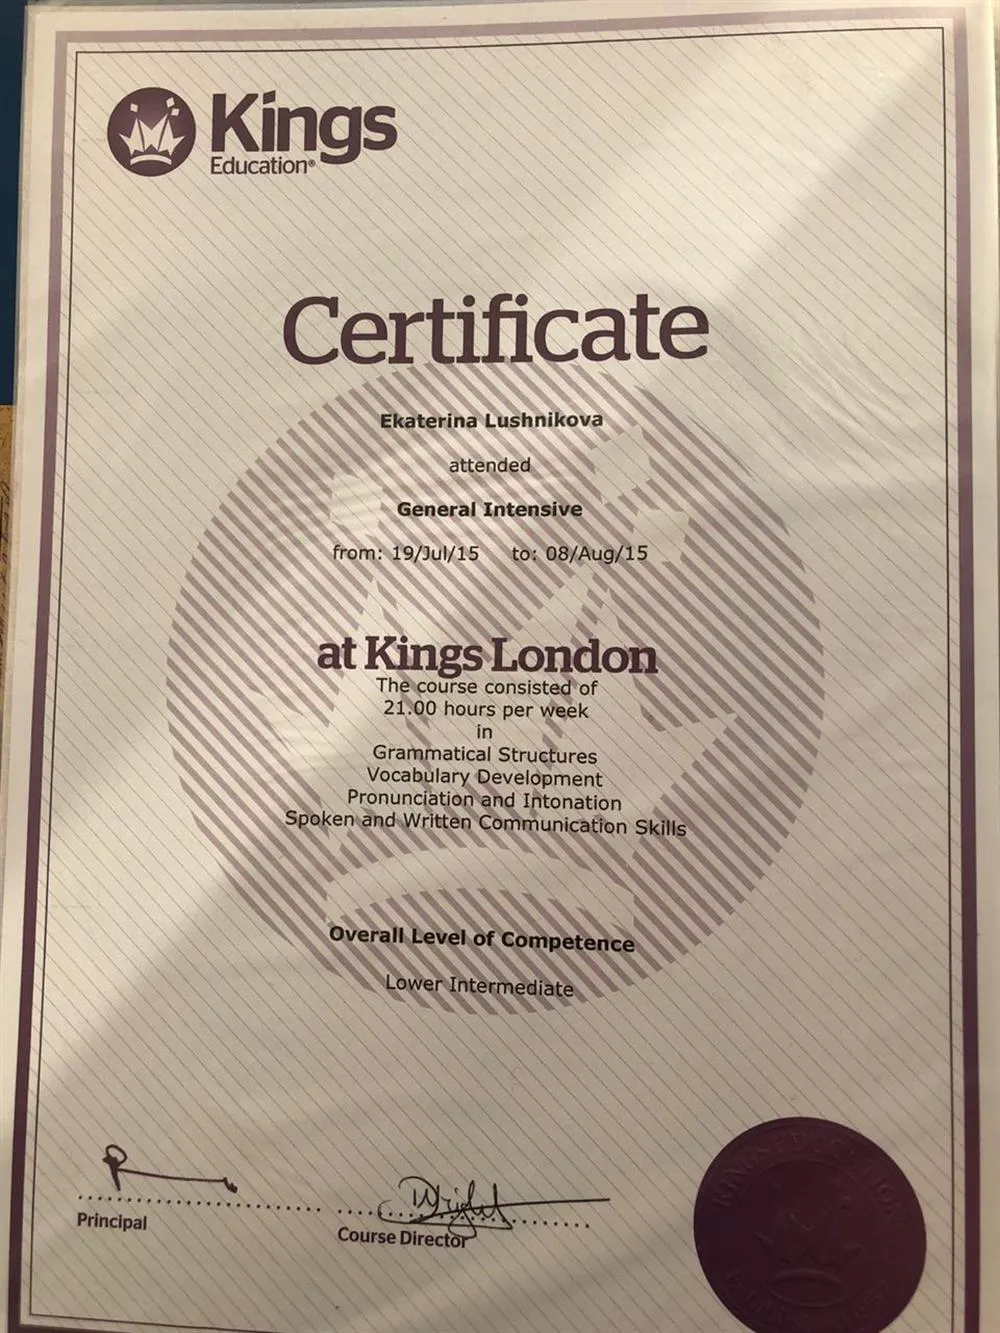 Kings
Education®
Certificate
Ekaterina Lushnikova
attended
General Intensive
from: 19/Jul/15 to: 08/Aug/15
at Kings London
The course consisted of
21.00 hours per week
in
Grammatical Structures
Vocabulary Development
Pronunciation and Intonation
Spoken and Written Communication Skills
Overall Level of Competence
Lower Intermediate
Principal
Course Director